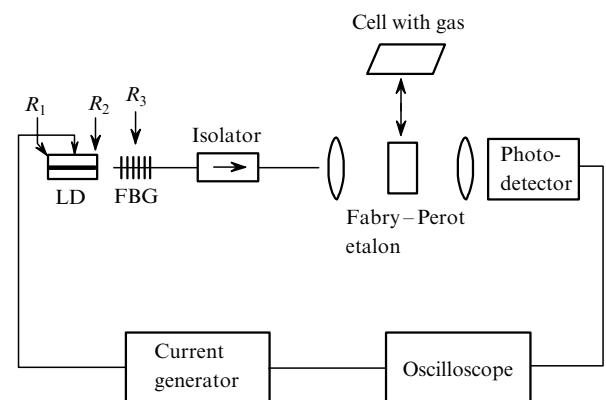 Cell with gas
R1
R2
R3
Isolator
LD
FBG
Photo-
detector
Fabry – Perot
etalon
Current
generator
Oscilloscope